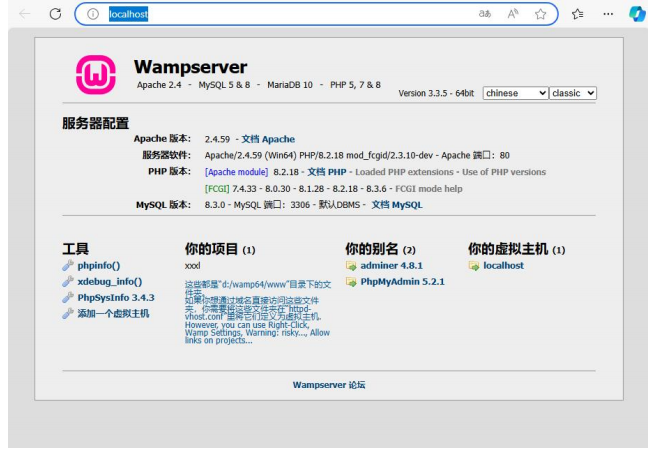 localhost
Wampserver
Apache 2.4 - MySQL 5 & 8 - MariaDB 10 - PHP 5, 7 & 8
Version 3.3.5 - 64bit chinese classic
服务器配置
Apache 版本: 2.4.59 - 文档 Apache
服务器软件: Apache/2.4.59 (Win64) PHP/8.2.18 mod_fcgid/2.3.10-dev - Apache 端口: 80
PHP 版本: [Apache module] 8.2.18 - 文档 PHP - Loaded PHP extensions - Use of PHP versions
[FCGI] 7.4.33 - 8.0.30 - 8.1.28 - 8.2.18 - 8.3.6 - FCGI mode help
MySQL 版本: 8.3.0 - MySQL 端口: 3306 - 默认DBMS - 文档 MySQL
工具
phpinfo()
xdebug_info()
PhpSysInfo 3.4.3
添加一个虚拟主机
你的项目 (1)
xxxl
这些都是"d:/wamp64/www"目录下的文
件夹.
如果你想通过域名直接访问这些文件
夹, 你需要将这些文件夹在"httpd-
vhost.conf"里将它们定义为虚拟主机.
However, you can use Right-Click,
Wamp Settings, Warning: risky..., Allow
links on projects...
你的别名 (2)
adminer 4.8.1
PhpMyAdmin 5.2.1
你的虚拟主机 (1)
localhost
Wampserver 论坛